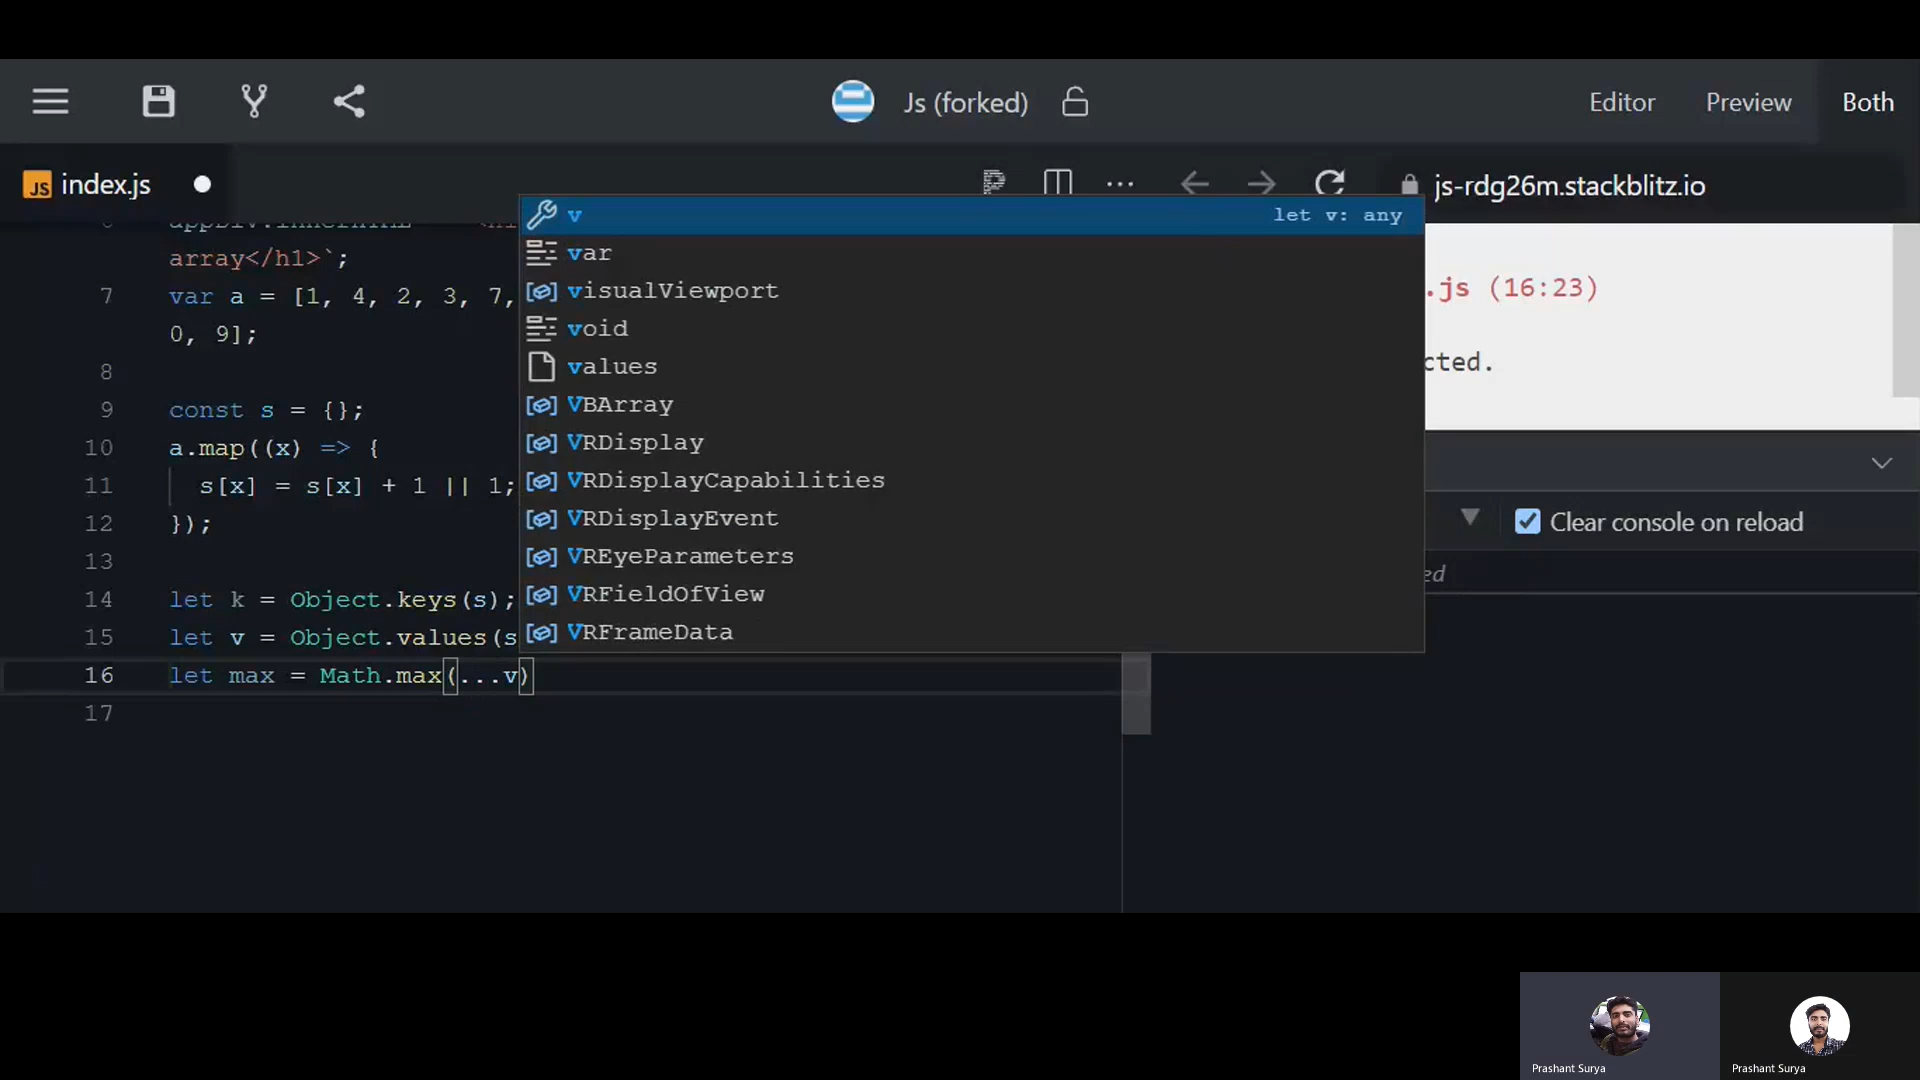 Js (forked)
Editor
Preview
Both
JS index.js
js-rdg26m.stackblitz.io
array</h1>`;
7 var a = [1, 4, 2, 3, 7,
0, 9];
8
9 const s = {};
10 a.map((x) => {
11 s[x] = s[x] + 1 || 1;
12 });
13
14 let k = Object.keys(s);
15 let v = Object.values(s
16 let max = Math.max(...v)
17
v let v: any
var
visualViewport
void
values
VBArray
VRDisplay
VRDisplayCapabilities
VRDisplayEvent
VREyeParameters
VRFieldOfView
VRFrameData
.js (16:23)
cted.
Clear console on reload
ed
Prashant Surya
Prashant Surya